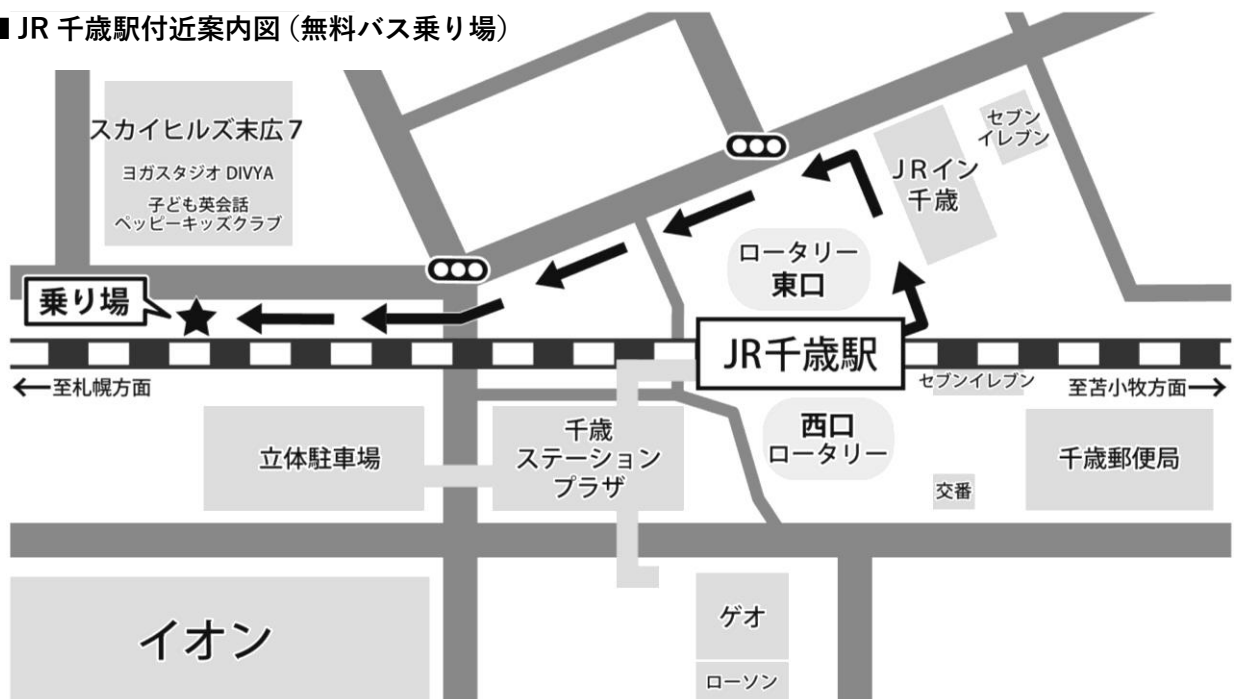 ■ JR 千歳駅付近案内図（無料バス乗り場）
スカイヒルズ末広7
ヨガスタジオ DIVYA
子ども英会話
ペッピーキッズクラブ
セブン
イレブン
JRイン
千歳
ロータリー
東口
乗り場
JR千歳駅
←至札幌方面
セブンイレブン
至苫小牧方面→
立体駐車場
千歳
ステーション
プラザ
西口
ロータリー
交番
千歳郵便局
イオン
ゲオ
ローソン